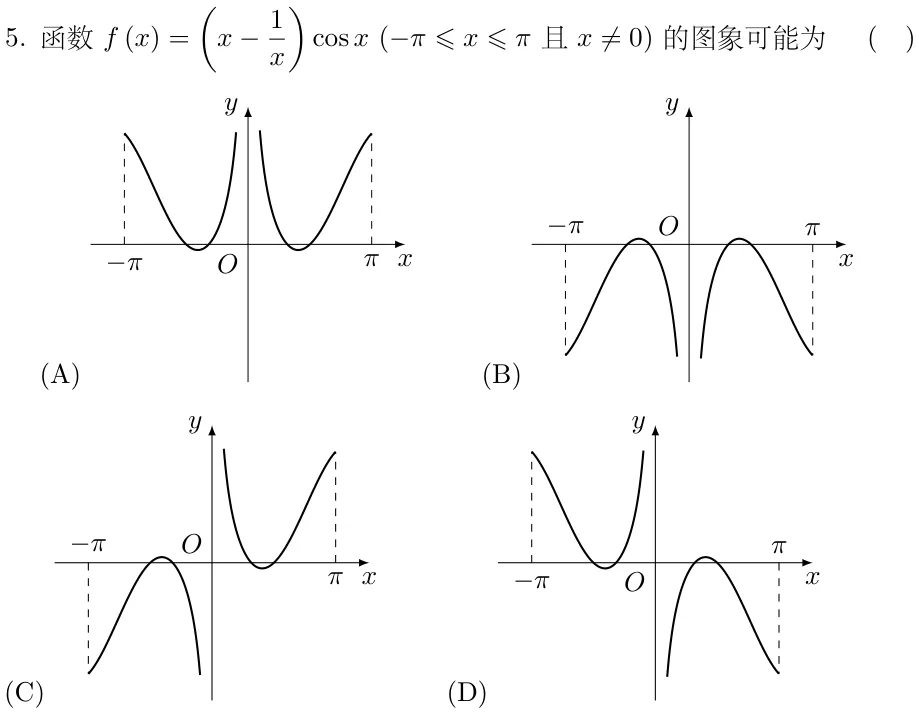 5. 函数 f (x) = (x − 1/x) cos x (−π ⩽ x ⩽ π 且 x ≠ 0) 的图象可能为 ( )
y
−π O π x
(A)
y
−π O π x
(B)
y
−π O π x
(C)
y
−π O π x
(D)